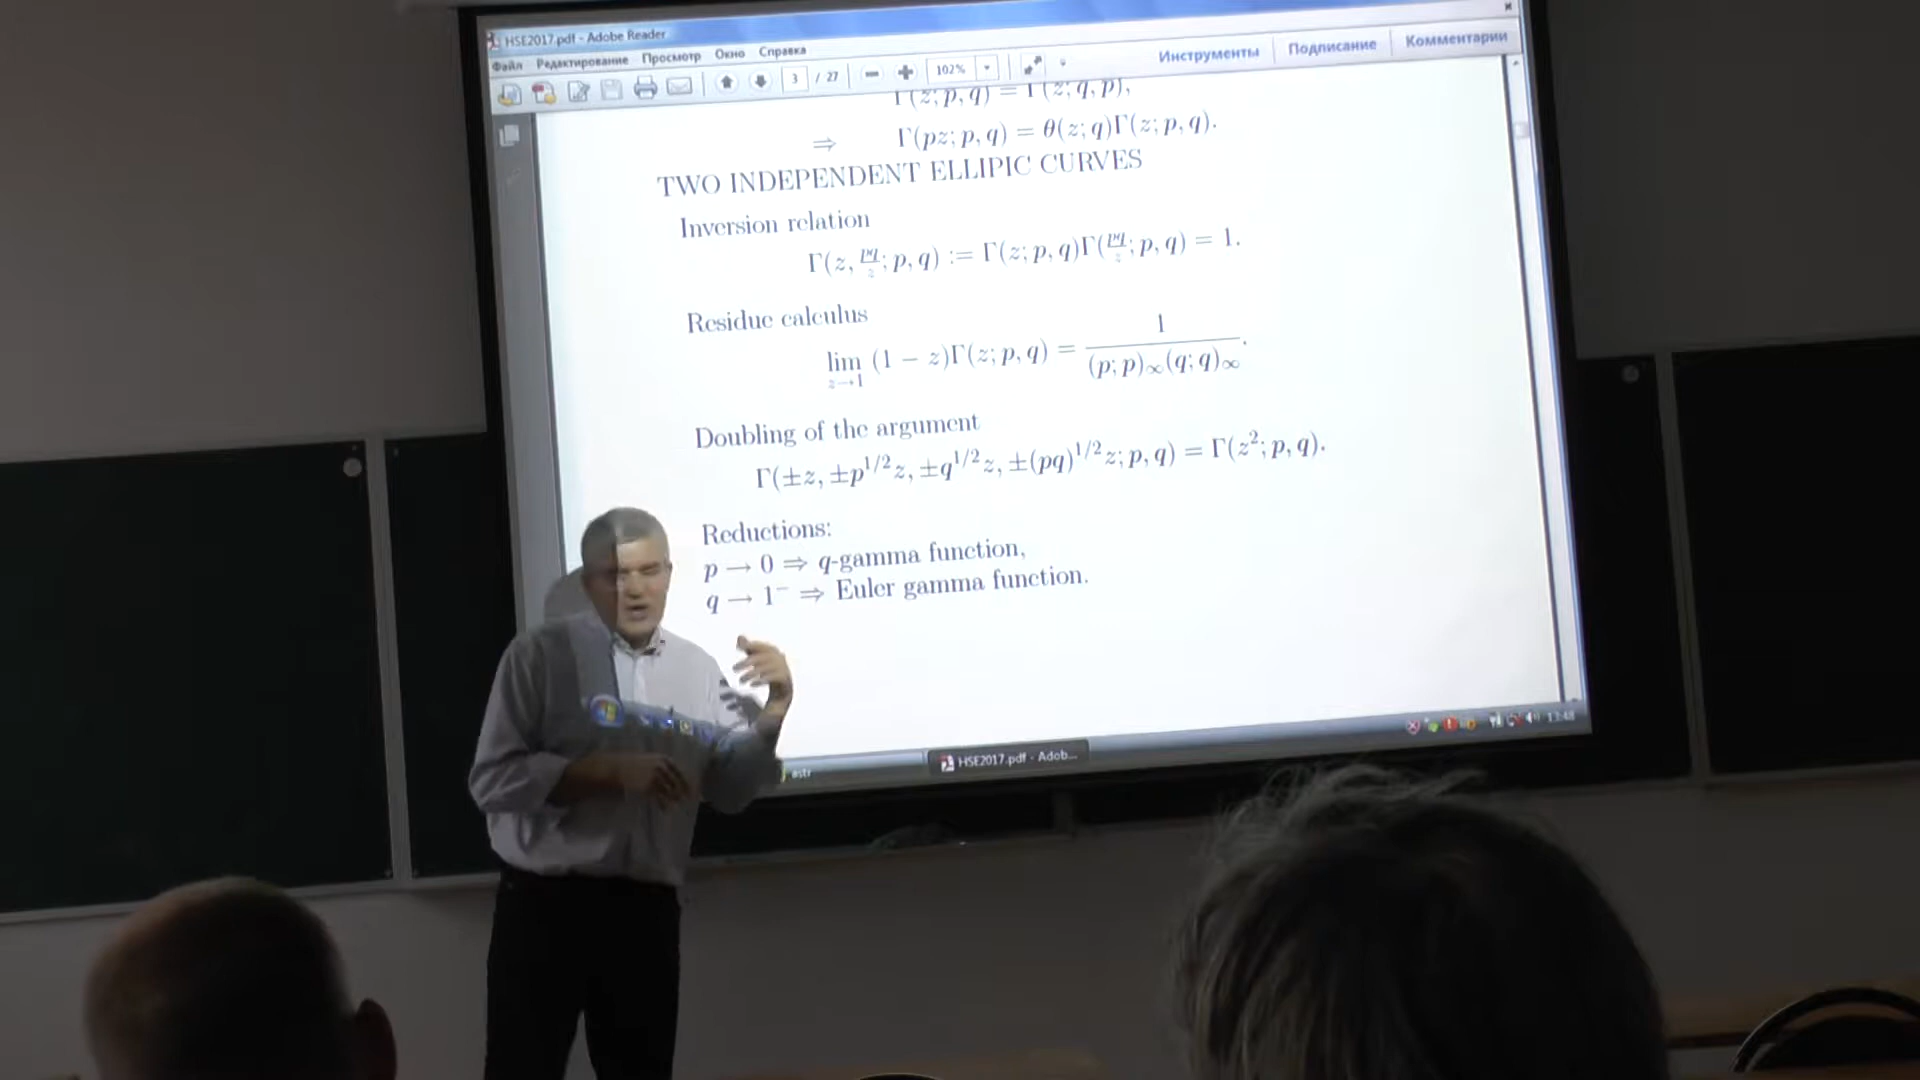 HSE2017.pdf - Adobe Reader
Файл Редактирование Просмотр Окно Справка
Инструменты Подписание Комментарии
3 / 27 102%
Γ(z; p, q) = Γ(z; q, p),
⇒ Γ(pz; p, q) = θ(z; q)Γ(z; p, q).
TWO INDEPENDENT ELLIPIC CURVES
Inversion relation
Γ(z, pq/z; p, q) := Γ(z; p, q)Γ(pq/z; p, q) = 1.
Residue calculus
lim z→1 (1 − z)Γ(z; p, q) = 1/((p; p)∞(q; q)∞).
Doubling of the argument
Γ(±z, ±p^{1/2}z, ±q^{1/2}z, ±(pq)^{1/2}z; p, q) = Γ(z²; p, q).
Reductions:
p → 0 ⇒ q-gamma function,
q → 1⁻ ⇒ Euler gamma function.
HSE2017.pdf - Adob...
13:48